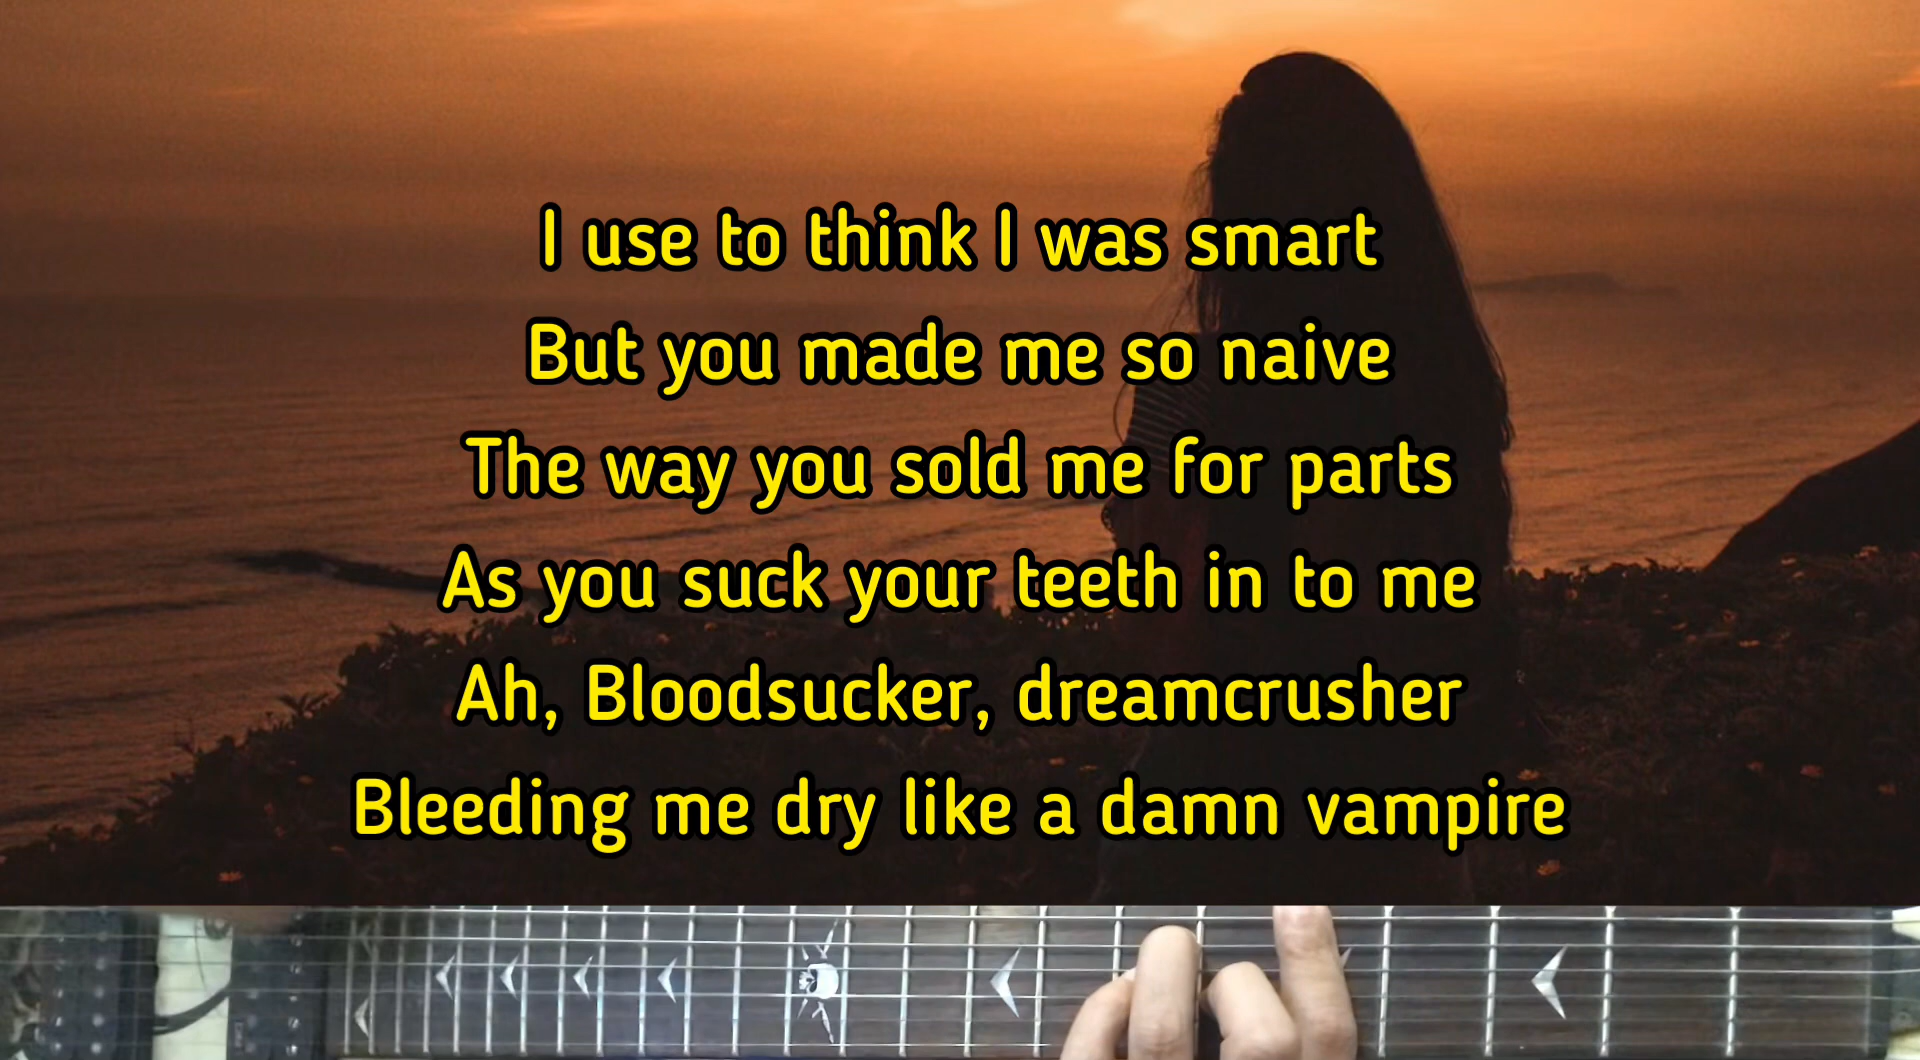 I use to think I was smart
But you made me so naive
The way you sold me for parts
As you suck your teeth in to me
Ah, Bloodsucker, dreamcrusher
Bleeding me dry like a damn vampire